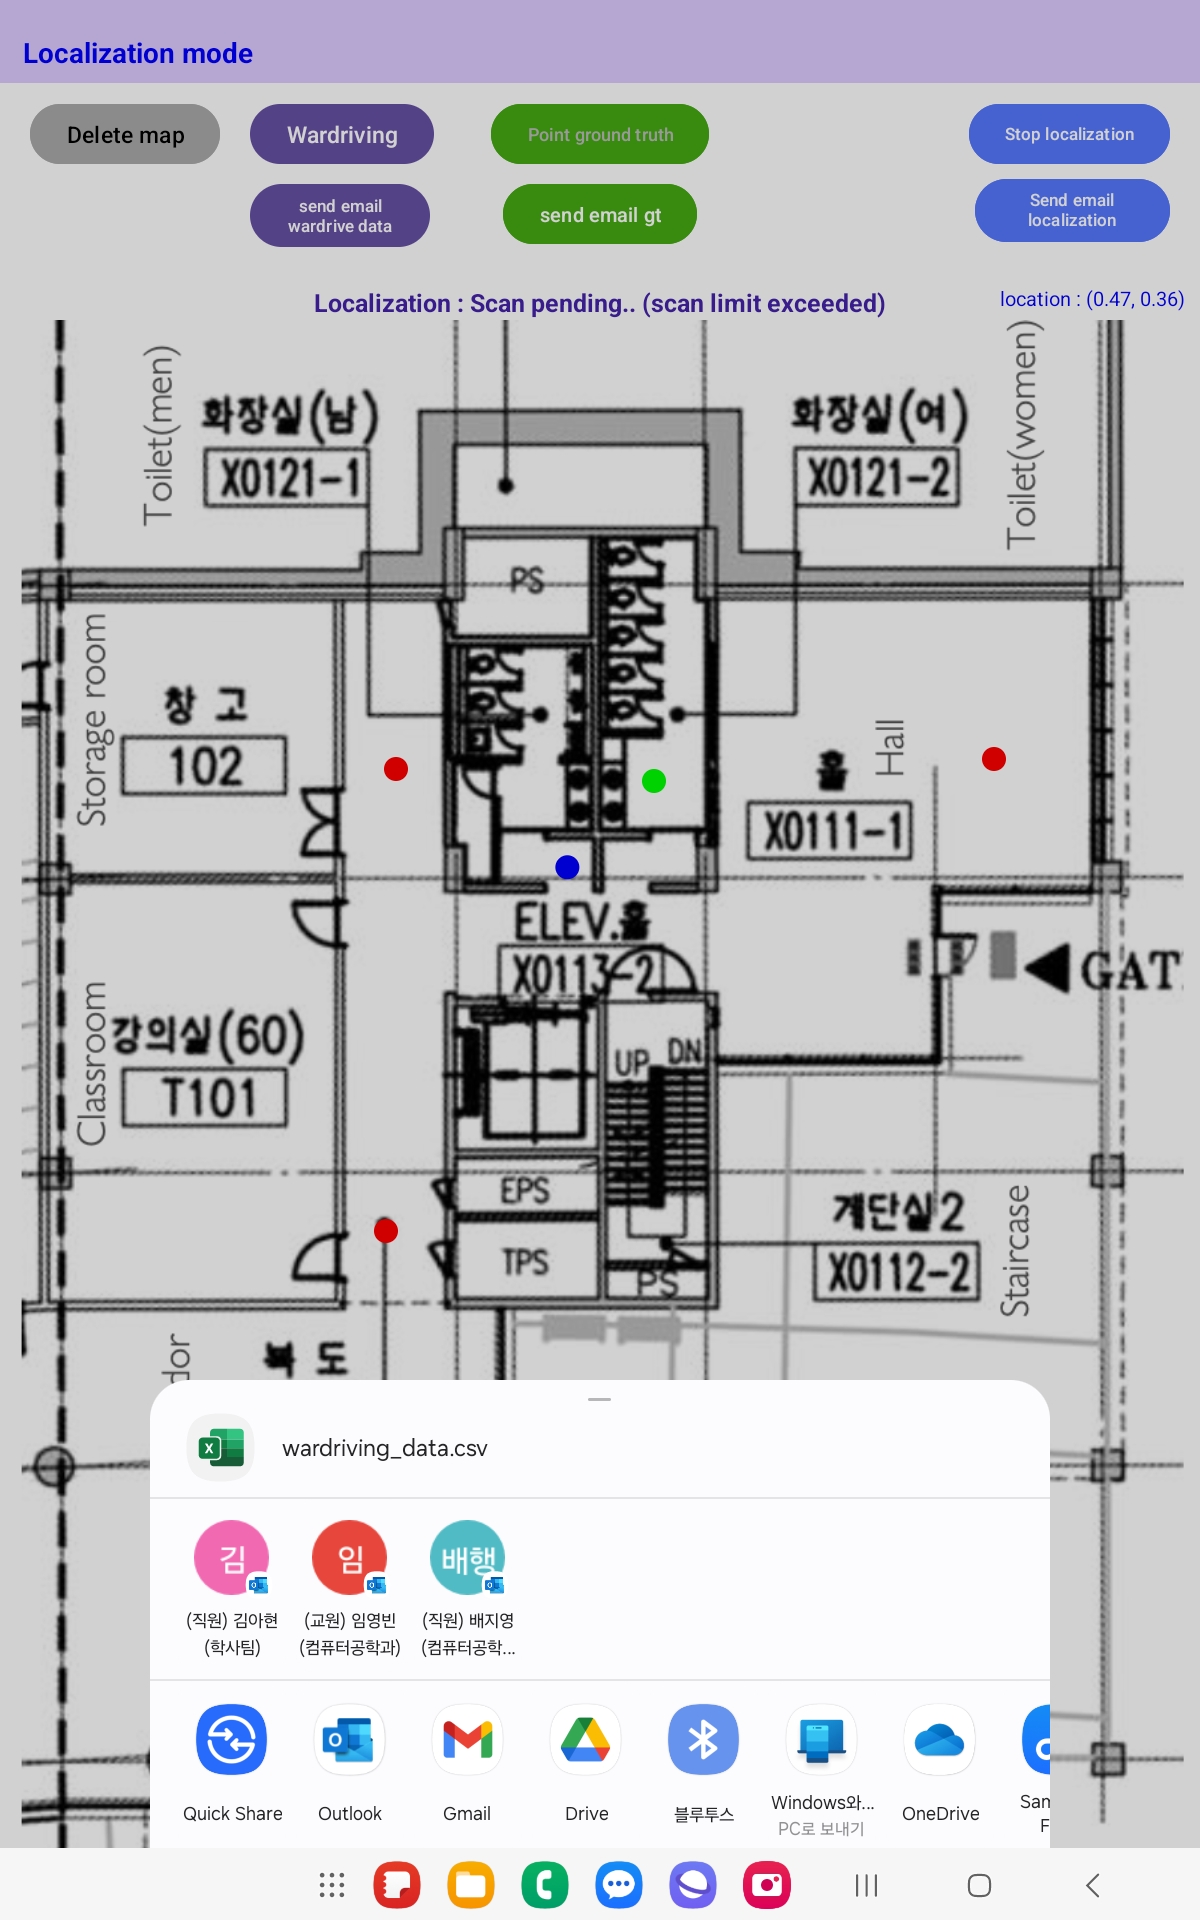 Localization mode
Delete map
Wardriving
Point ground truth
Stop localization
send email
wardrive data
send email gt
Send email
localization
Localization : Scan pending.. (scan limit exceeded)
location : (0.47, 0.36)
Toilet(men)
화장실(남)
X0121-1
화장실(여)
X0121-2
Toilet(women)
PS
Storage room
창 고
102
홀
Hall
X0111-1
ELEV.홀
X0113-2
GAT
Classroom
강의실(60)
T101
UP
DN
EPS
TPS
PS
계단실2
X0112-2
Staircase
dor
복 도
wardriving_data.csv
김
임
배행
(직원) 김아현
(학사팀)
(교원) 임영빈
(컴퓨터공학과)
(직원) 배지영
(컴퓨터공학...
Quick Share
Outlook
Gmail
Drive
블루투스
Windows와...
PC로 보내기
OneDrive
Sam
F